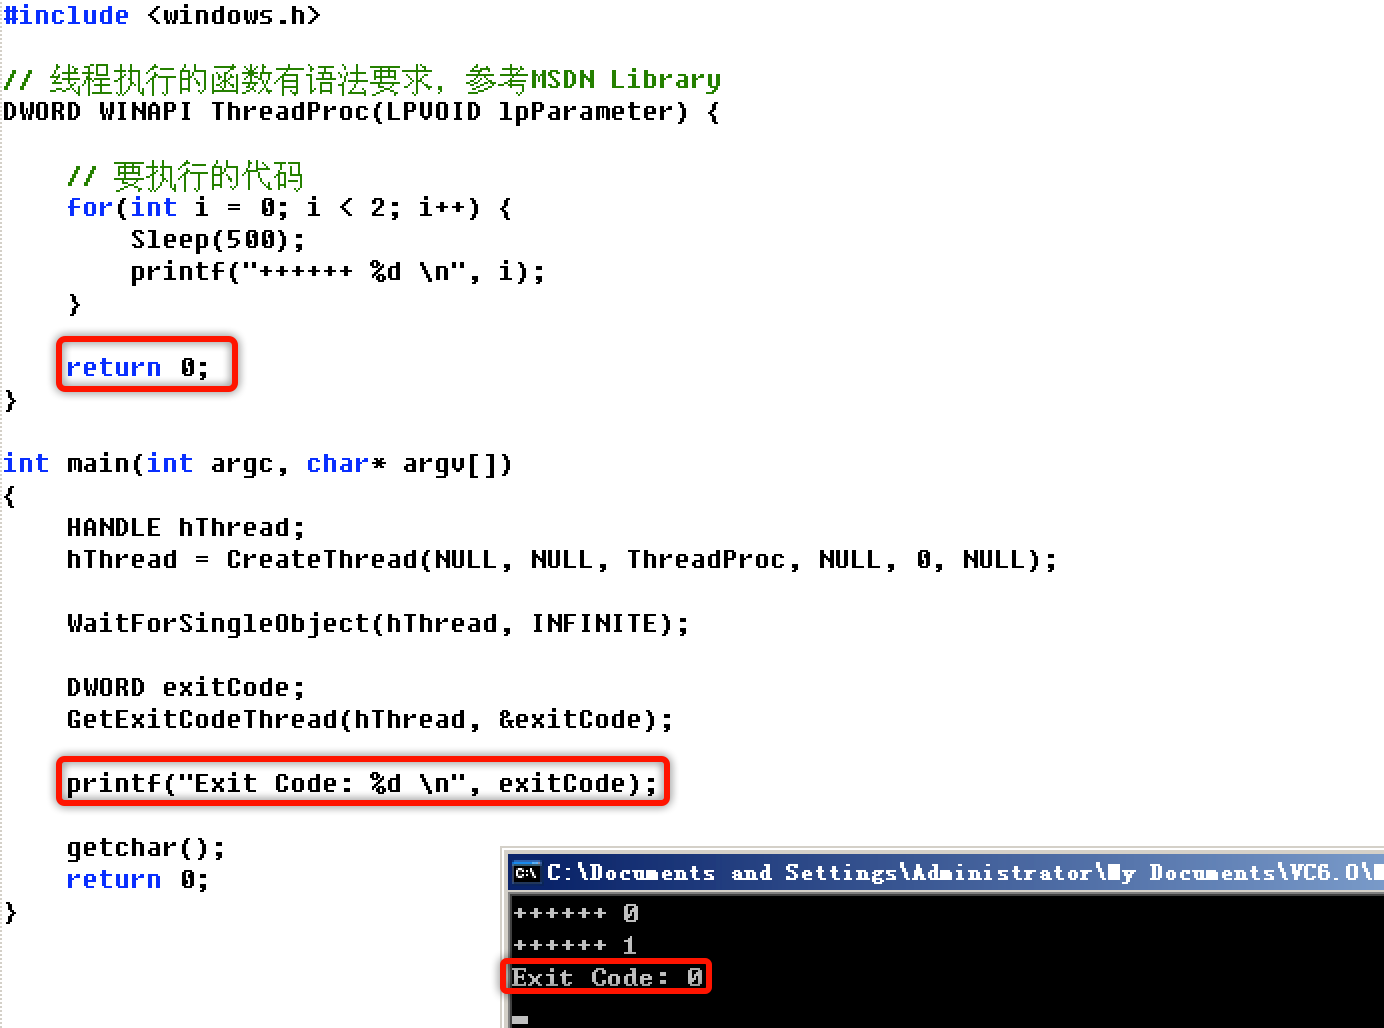 #include <windows.h>
// 线程执行的函数有语法要求，参考MSDN Library
DWORD WINAPI ThreadProc(LPVOID lpParameter) {
// 要执行的代码
for(int i = 0; i < 2; i++) {
Sleep(500);
printf("++++++ %d \n", i);
}
return 0;
}
int main(int argc, char* argv[])
{
HANDLE hThread;
hThread = CreateThread(NULL, NULL, ThreadProc, NULL, 0, NULL);
WaitForSingleObject(hThread, INFINITE);
DWORD exitCode;
GetExitCodeThread(hThread, &exitCode);
printf("Exit Code: %d \n", exitCode);
getchar();
return 0;
}
C:\Documents and Settings\Administrator\My Documents\VC6.0\
++++++ 0
++++++ 1
Exit Code: 0